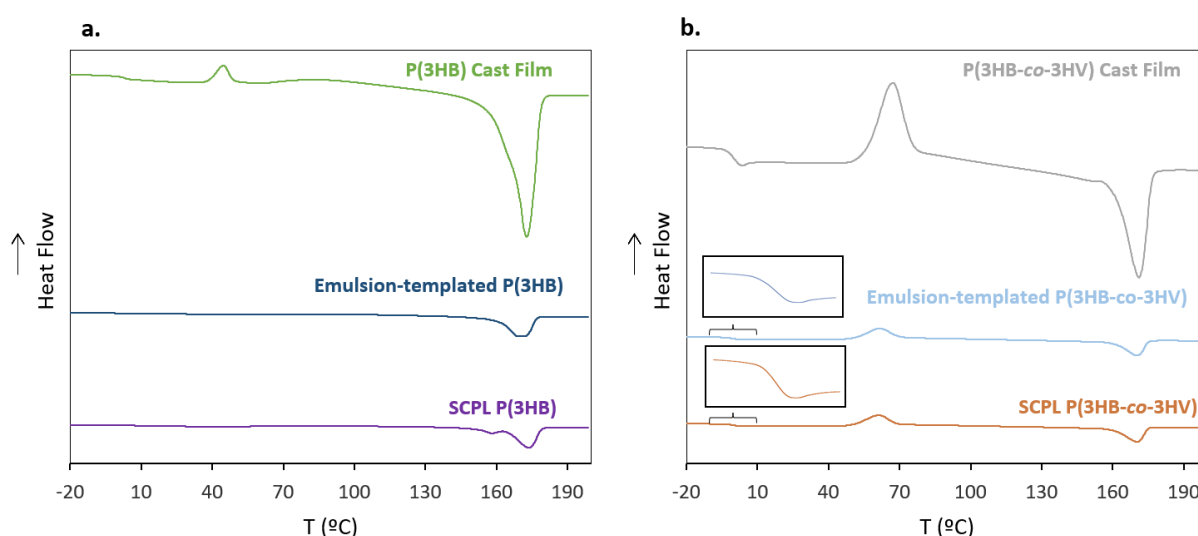 a.
P(3HB) Cast Film
Emulsion-templated P(3HB)
SCPL P(3HB)
Heat Flow
-20 10 40 70 100 130 160 190
T (ºC)
b.
P(3HB-co-3HV) Cast Film
Emulsion-templated P(3HB-co-3HV)
SCPL P(3HB-co-3HV)
Heat Flow
-20 10 40 70 100 130 160 190
T (ºC)